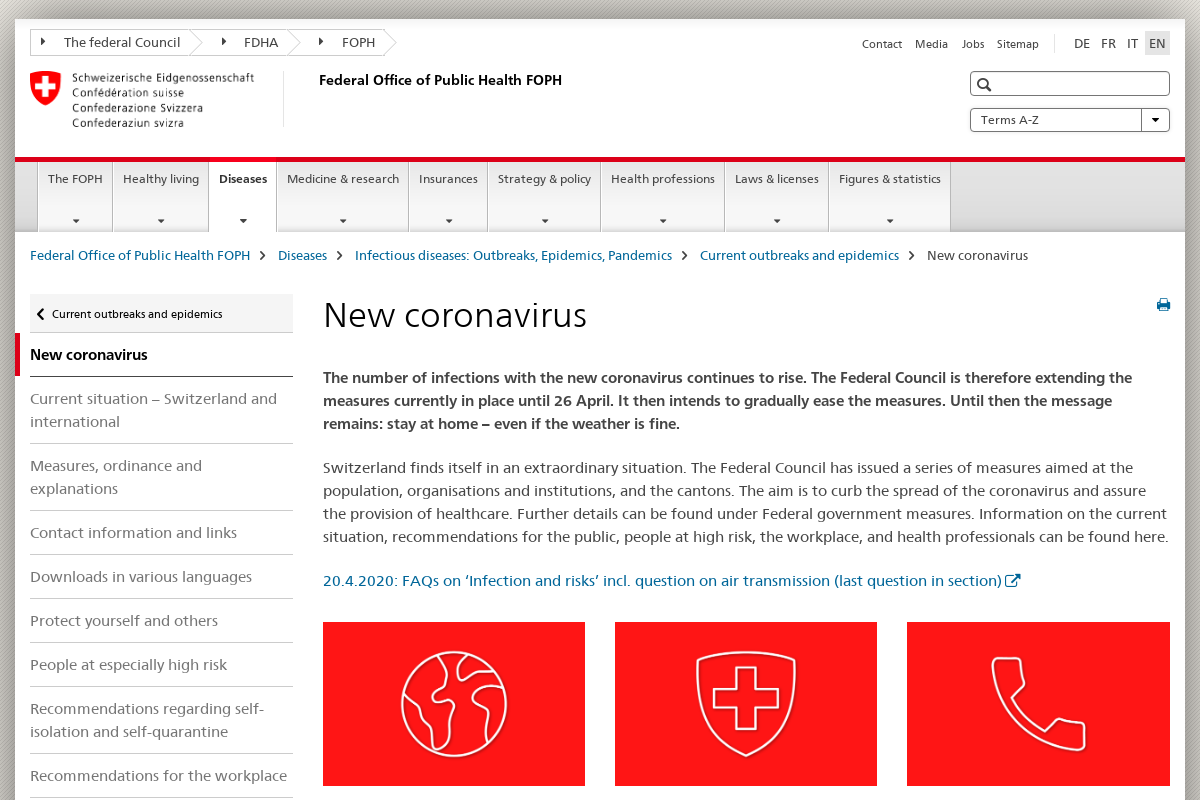 The federal Council
FDHA
FOPH
Contact
Media
Jobs
Sitemap
DE
FR
IT
EN
Schweizerische Eidgenossenschaft
Confédération suisse
Confederazione Svizzera
Confederaziun svizra
Federal Office of Public Health FOPH
Terms A-Z
The FOPH
Healthy living
Diseases
Medicine & research
Insurances
Strategy & policy
Health professions
Laws & licenses
Figures & statistics
Federal Office of Public Health FOPH
Diseases
Infectious diseases: Outbreaks, Epidemics, Pandemics
Current outbreaks and epidemics
New coronavirus
Current outbreaks and epidemics
New coronavirus
Current situation – Switzerland and
international
Measures, ordinance and
explanations
Contact information and links
Downloads in various languages
Protect yourself and others
People at especially high risk
Recommendations regarding self-
isolation and self-quarantine
Recommendations for the workplace
New coronavirus
The number of infections with the new coronavirus continues to rise. The Federal Council is therefore extending the
measures currently in place until 26 April. It then intends to gradually ease the measures. Until then the message
remains: stay at home – even if the weather is fine.
Switzerland finds itself in an extraordinary situation. The Federal Council has issued a series of measures aimed at the
population, organisations and institutions, and the cantons. The aim is to curb the spread of the coronavirus and assure
the provision of healthcare. Further details can be found under Federal government measures. Information on the current
situation, recommendations for the public, people at high risk, the workplace, and health professionals can be found here.
20.4.2020: FAQs on ‘Infection and risks’ incl. question on air transmission (last question in section)